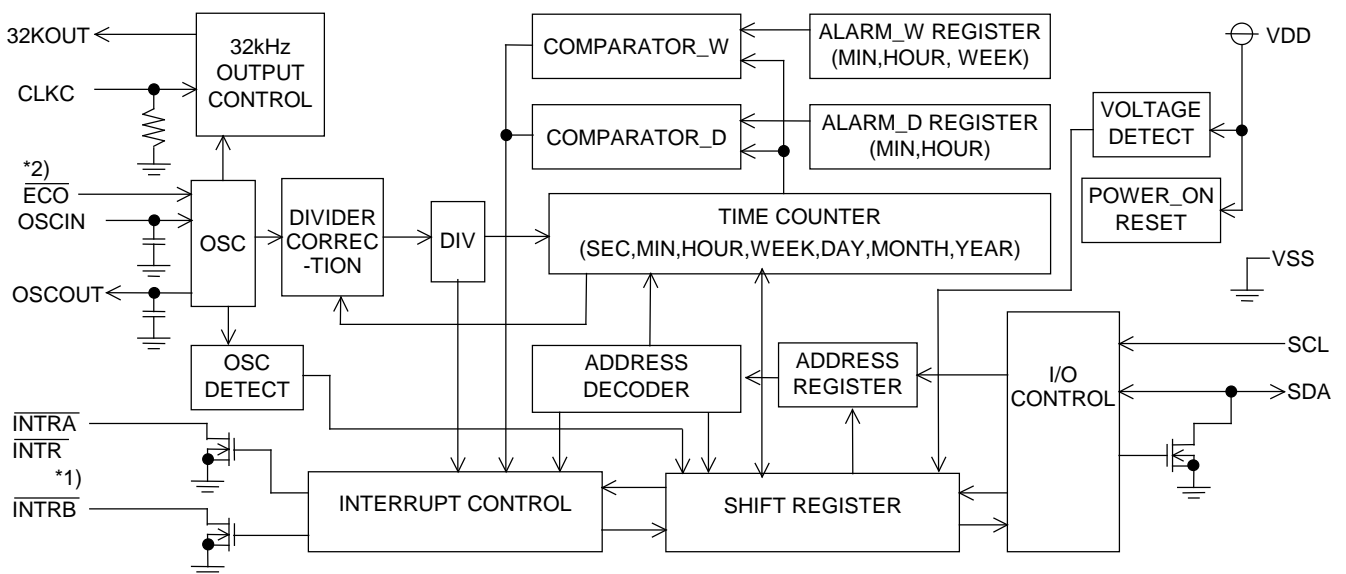 32KOUT
CLKC
32kHz
OUTPUT
CONTROL
COMPARATOR_W
ALARM_W REGISTER
(MIN,HOUR, WEEK)
VDD
COMPARATOR_D
ALARM_D REGISTER
(MIN,HOUR)
VOLTAGE
DETECT
POWER_ON
RESET
*2)
ECO
OSCIN
OSCOUT
OSC
DIVIDER
CORREC
-TION
DIV
TIME COUNTER
(SEC,MIN,HOUR,WEEK,DAY,MONTH,YEAR)
VSS
OSC
DETECT
ADDRESS
DECODER
ADDRESS
REGISTER
I/O
CONTROL
SCL
SDA
INTRA
INTR
*1)
INTRB
INTERRUPT CONTROL
SHIFT REGISTER